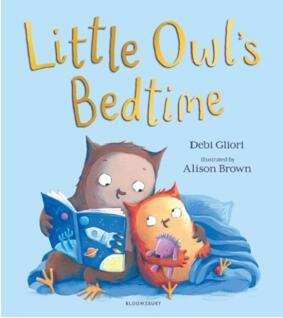 Little Owl's
Bedtime
Debi Gliori
illustrated by
Alison Brown
BLOOMSBURY